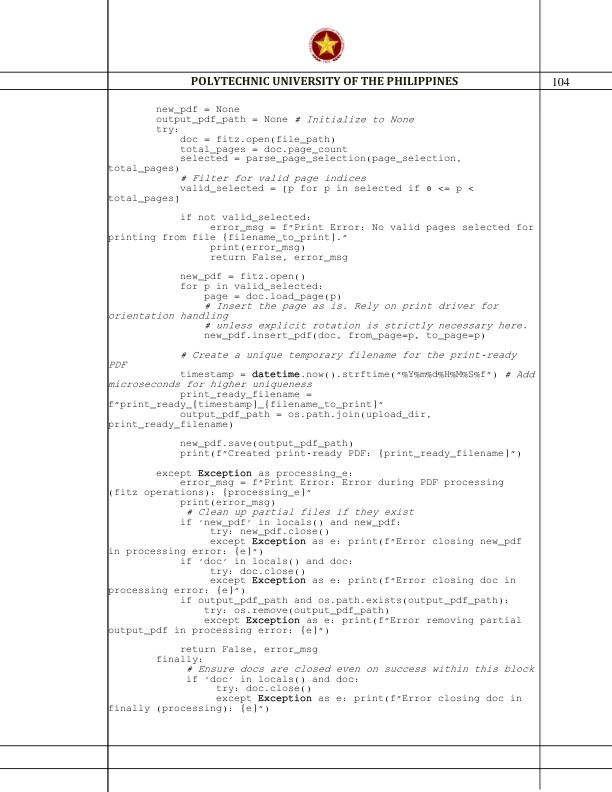 POLYTECHNIC UNIVERSITY OF THE PHILIPPINES
104
new_pdf = None
output_pdf_path = None # Initialize to None
try:
doc = fitz.open(file_path)
total_pages = doc.page_count
selected = parse_page_selection(page_selection,
total_pages)
# Filter for valid page indices
valid_selected = [p for p in selected if 0 <= p <
total_pages]
if not valid_selected:
error_msg = f"Print Error: No valid pages selected for
printing from file {filename_to_print}."
print(error_msg)
return False, error_msg
new_pdf = fitz.open()
for p in valid_selected:
page = doc.load_page(p)
# Insert the page as is. Rely on print driver for
orientation handling
# unless explicit rotation is strictly necessary here.
new_pdf.insert_pdf(doc, from_page=p, to_page=p)
# Create a unique temporary filename for the print-ready
PDF
timestamp = datetime.now().strftime("%Y%m%d%H%M%S%f") # Add
microseconds for higher uniqueness
print_ready_filename =
f"print_ready_{timestamp}_{filename_to_print}"
output_pdf_path = os.path.join(upload_dir,
print_ready_filename)
new_pdf.save(output_pdf_path)
print(f"Created print-ready PDF: {print_ready_filename}")
except Exception as processing_e:
error_msg = f"Print Error: Error during PDF processing
(fitz operations): {processing_e}"
print(error_msg)
# Clean up partial files if they exist
if 'new_pdf' in locals() and new_pdf:
try: new_pdf.close()
except Exception as e: print(f"Error closing new_pdf
in processing error: {e}")
if 'doc' in locals() and doc:
try: doc.close()
except Exception as e: print(f"Error closing doc in
processing error: {e}")
if output_pdf_path and os.path.exists(output_pdf_path):
try: os.remove(output_pdf_path)
except Exception as e: print(f"Error removing partial
output_pdf in processing error: {e}")
return False, error_msg
finally:
# Ensure docs are closed even on success within this block
if 'doc' in locals() and doc:
try: doc.close()
except Exception as e: print(f"Error closing doc in
finally (processing): {e}")